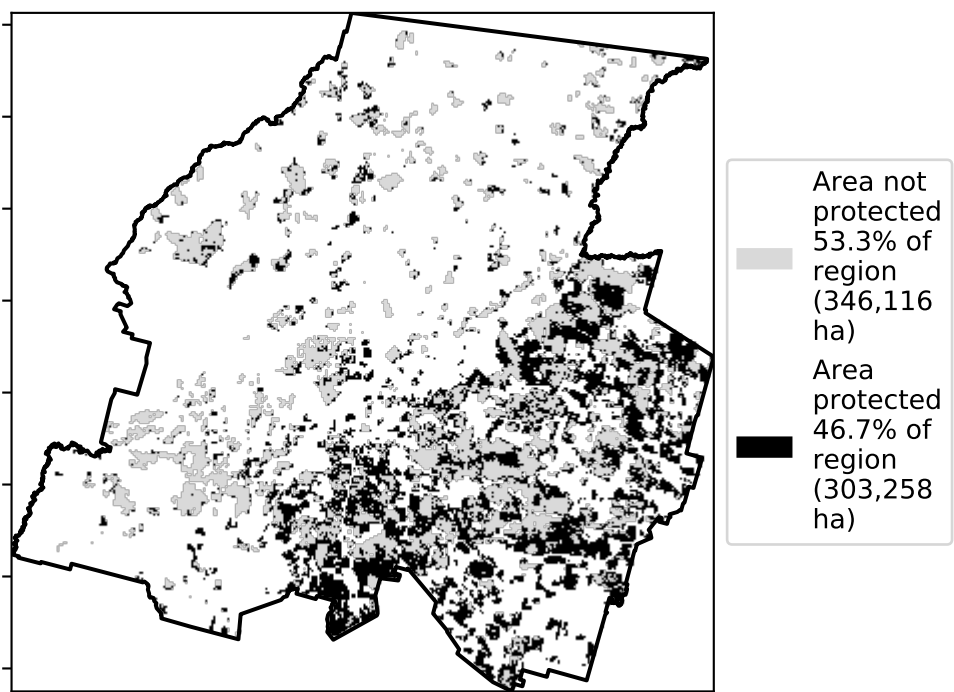 Area not
protected
53.3% of
region
(346,116
ha)
Area
protected
46.7% of
region
(303,258
ha)